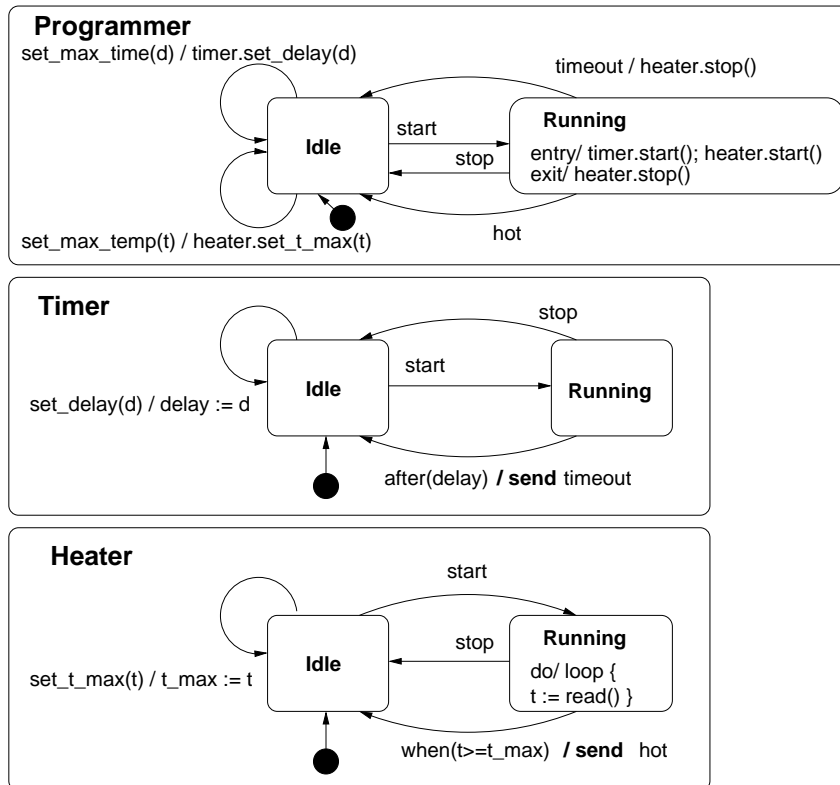 Programmer
set_max_time(d) / timer.set_delay(d)
timeout / heater.stop()
Idle
start
stop
Running
entry/ timer.start(); heater.start()
exit/ heater.stop()
set_max_temp(t) / heater.set_t_max(t)
hot
Timer
stop
Idle
start
Running
set_delay(d) / delay := d
after(delay) / send timeout
Heater
start
Idle
stop
Running
do/ loop {
t := read() }
set_t_max(t) / t_max := t
when(t>=t_max) / send hot